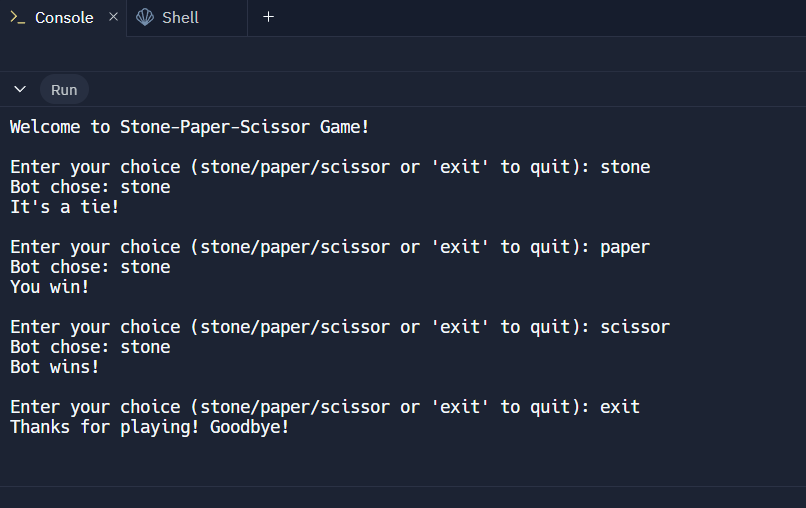 Console
Shell
Run
Welcome to Stone-Paper-Scissor Game!
Enter your choice (stone/paper/scissor or 'exit' to quit): stone
Bot chose: stone
It's a tie!
Enter your choice (stone/paper/scissor or 'exit' to quit): paper
Bot chose: stone
You win!
Enter your choice (stone/paper/scissor or 'exit' to quit): scissor
Bot chose: stone
Bot wins!
Enter your choice (stone/paper/scissor or 'exit' to quit): exit
Thanks for playing! Goodbye!